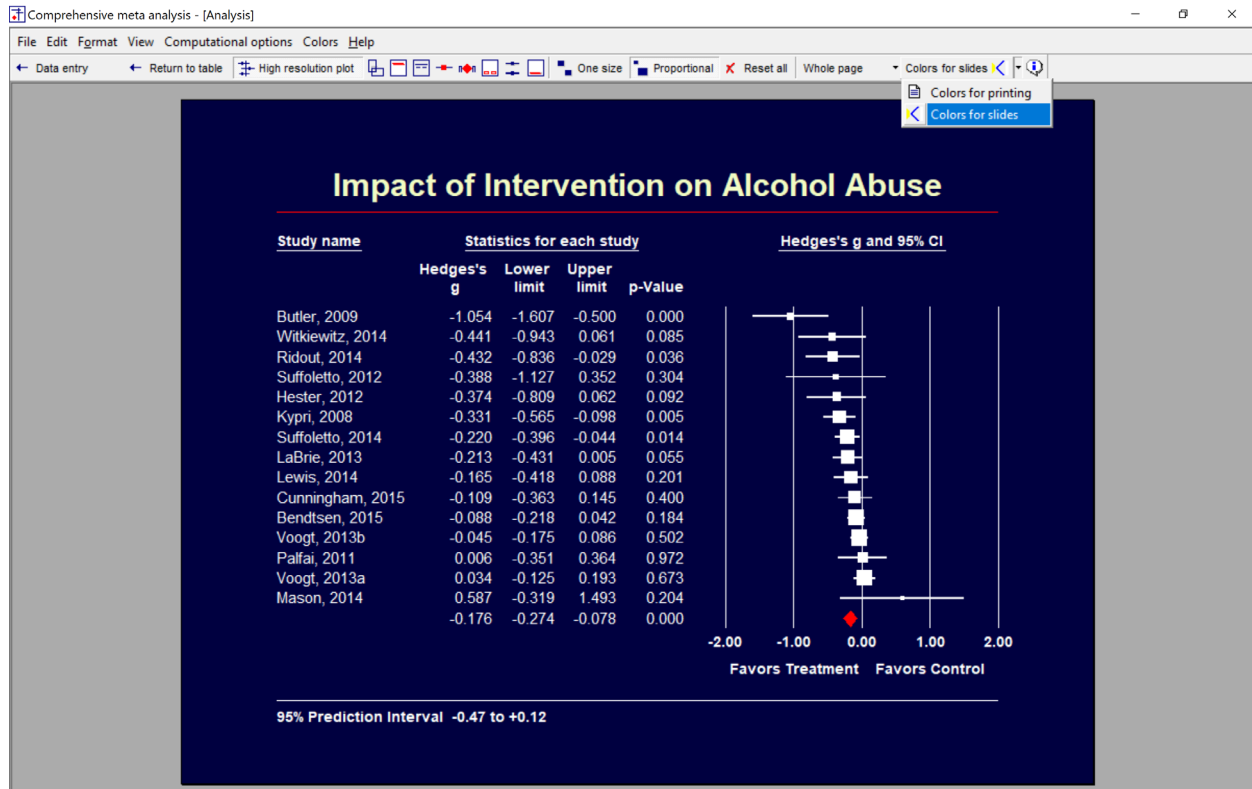 Comprehensive meta analysis - [Analysis]
File Edit Format View Computational options Colors Help
Data entry Return to table High resolution plot One size Proportional Reset all Whole page Colors for slides
Colors for printing
Colors for slides
Impact of Intervention on Alcohol Abuse
Study name Statistics for each study Hedges's g and 95% CI
Hedges's Lower Upper
g limit limit p-Value
Butler, 2009 -1.054 -1.607 -0.500 0.000
Witkiewitz, 2014 -0.441 -0.943 0.061 0.085
Ridout, 2014 -0.432 -0.836 -0.029 0.036
Suffoletto, 2012 -0.388 -1.127 0.352 0.304
Hester, 2012 -0.374 -0.809 0.062 0.092
Kypri, 2008 -0.331 -0.565 -0.098 0.005
Suffoletto, 2014 -0.220 -0.396 -0.044 0.014
LaBrie, 2013 -0.213 -0.431 0.005 0.055
Lewis, 2014 -0.165 -0.418 0.088 0.201
Cunningham, 2015 -0.109 -0.363 0.145 0.400
Bendtsen, 2015 -0.088 -0.218 0.042 0.184
Voogt, 2013b -0.045 -0.175 0.086 0.502
Palfai, 2011 0.006 -0.351 0.364 0.972
Voogt, 2013a 0.034 -0.125 0.193 0.673
Mason, 2014 0.587 -0.319 1.493 0.204
-0.176 -0.274 -0.078 0.000
-2.00 -1.00 0.00 1.00 2.00
Favors Treatment Favors Control
95% Prediction Interval -0.47 to +0.12